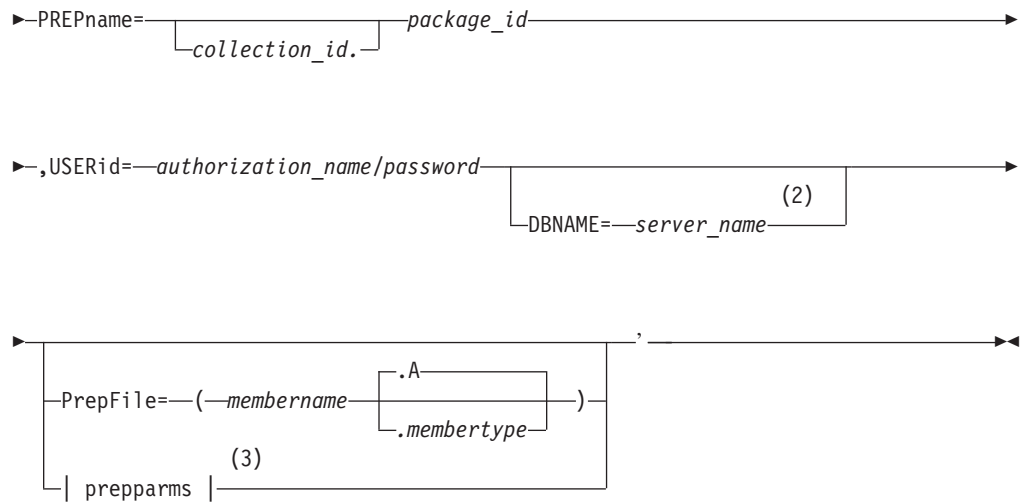 PREPname= package_id
collection_id.
,USERid= authorization_name/password
(2)
DBNAME= server_name
’
.A
PrepFile= ( membername )
.membertype
(3)
prepparms